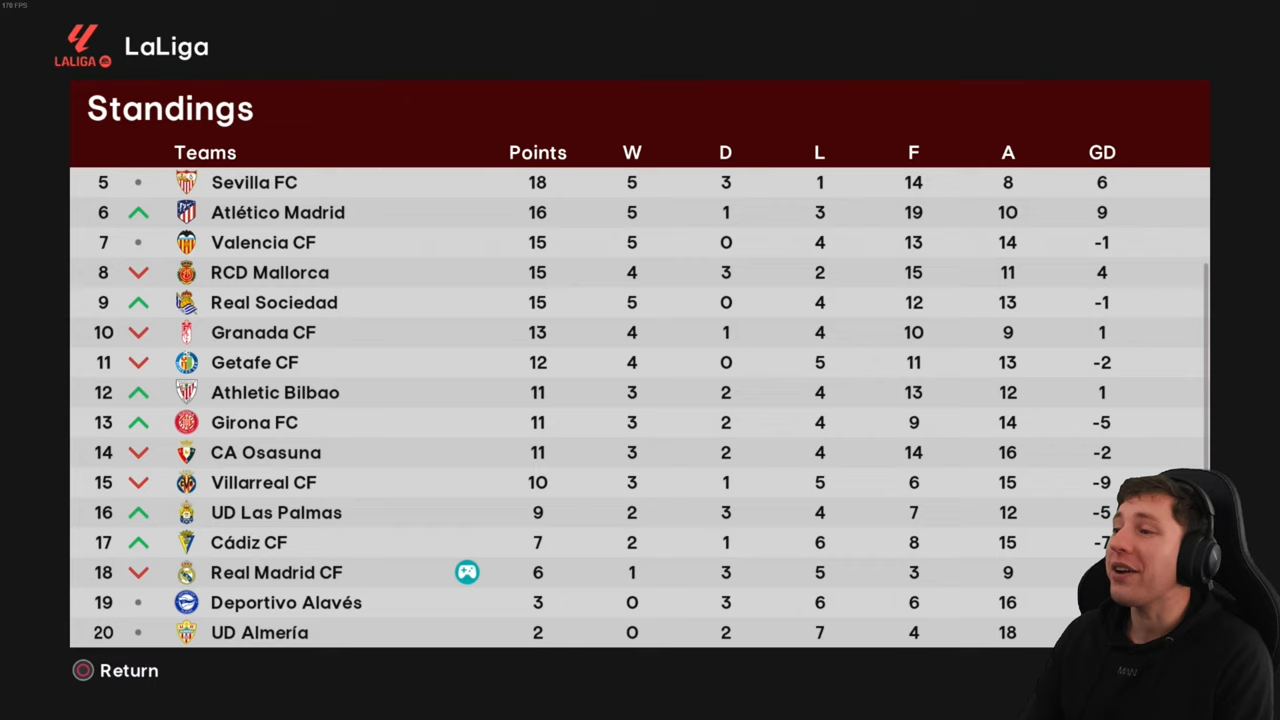 170 FPS
LALIGA
LaLiga
Standings
Teams Points W D L F A GD
5 Sevilla FC 18 5 3 1 14 8 6
6 Atlético Madrid 16 5 1 3 19 10 9
7 Valencia CF 15 5 0 4 13 14 -1
8 RCD Mallorca 15 4 3 2 15 11 4
9 Real Sociedad 15 5 0 4 12 13 -1
10 Granada CF 13 4 1 4 10 9 1
11 Getafe CF 12 4 0 5 11 13 -2
12 Athletic Bilbao 11 3 2 4 13 12 1
13 Girona FC 11 3 2 4 9 14 -5
14 CA Osasuna 11 3 2 4 14 16 -2
15 Villarreal CF 10 3 1 5 6 15 -9
16 UD Las Palmas 9 2 3 4 7 12 -5
17 Cádiz CF 7 2 1 6 8 15 -7
18 Real Madrid CF 6 1 3 5 3 9
19 Deportivo Alavés 3 0 3 6 6 16
20 UD Almería 2 0 2 7 4 18
Return